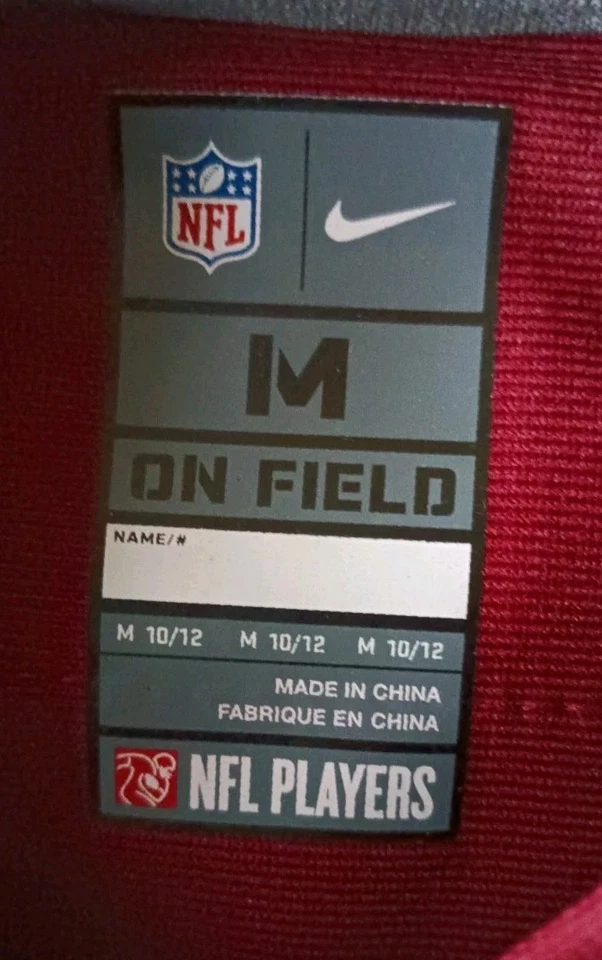 NFL
M
ON FIELD
NAME/#
M 10/12 M 10/12 M 10/12
MADE IN CHINA
FABRIQUE EN CHINA
NFL PLAYERS